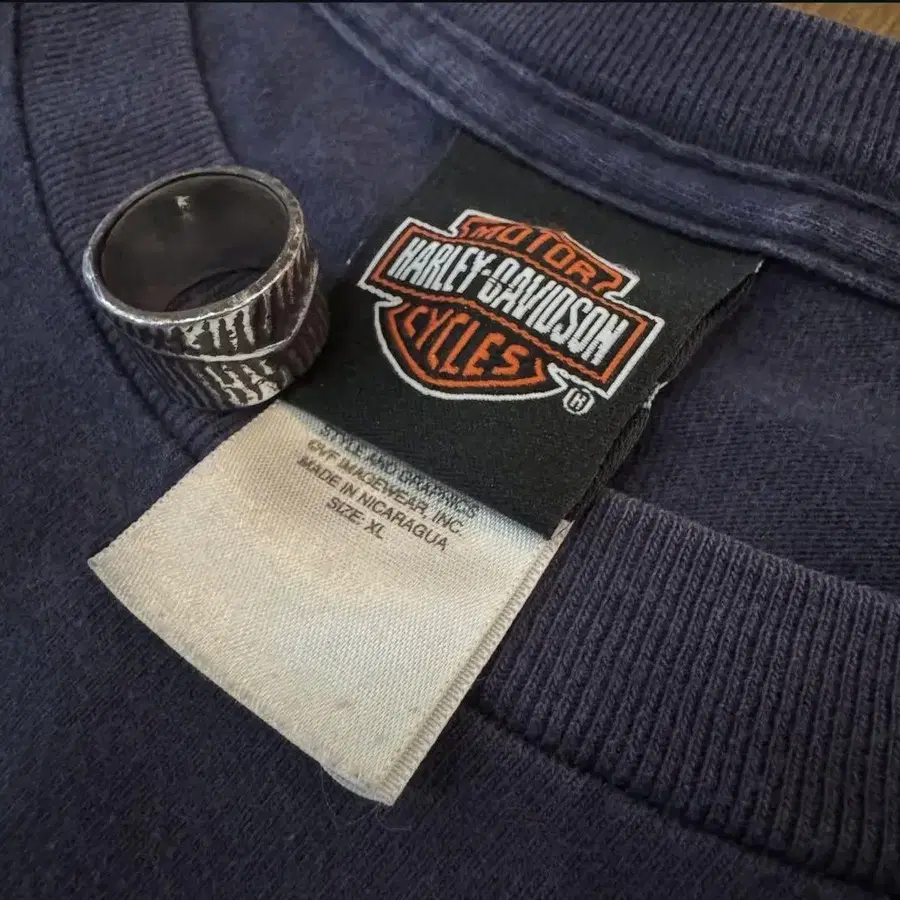 MOTOR
HARLEY-DAVIDSON
CYCLES
®
STYLE AND GRAPHICS
©VF IMAGEWEAR, INC.
MADE IN NICARAGUA
SIZE: XL